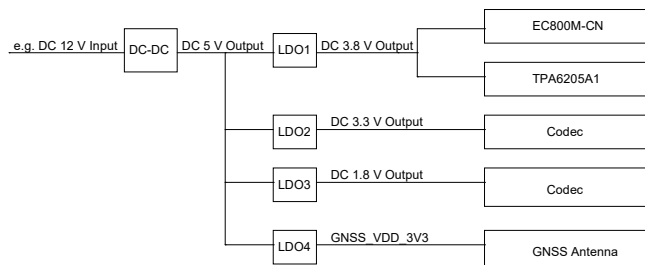 EC800M-CN
e.g. DC 12 V Input
DC-DC
DC 5 V Output
LDO1
DC 3.8 V Output
TPA6205A1
LDO2
DC 3.3 V Output
Codec
LDO3
DC 1.8 V Output
Codec
LDO4
GNSS_VDD_3V3
GNSS Antenna